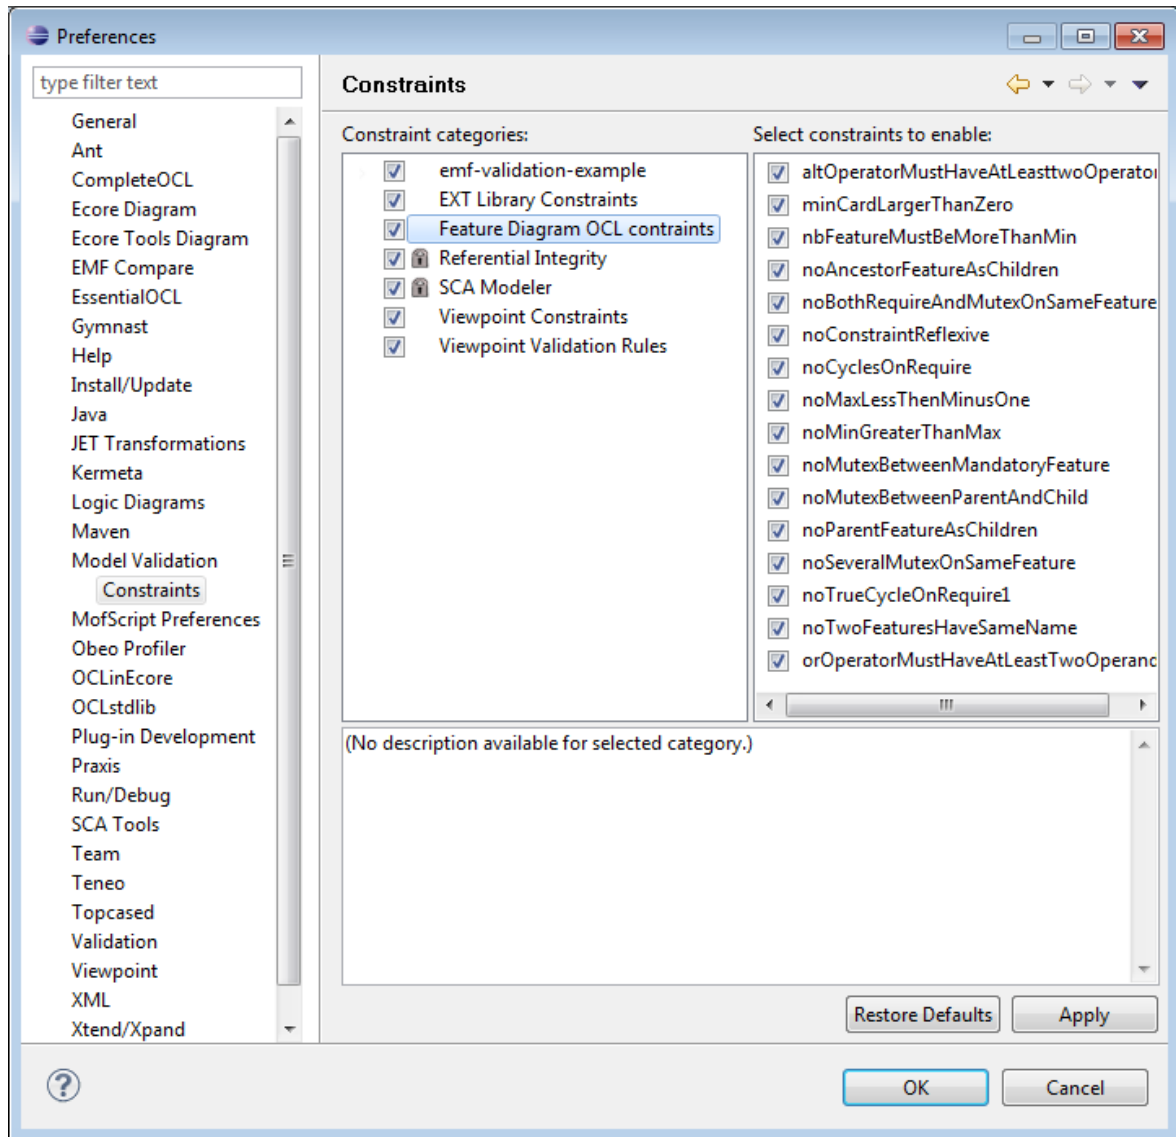 Preferences
type filter text
General
Ant
CompleteOCL
Ecore Diagram
Ecore Tools Diagram
EMF Compare
EssentialOCL
Gymnast
Help
Install/Update
Java
JET Transformations
Kermeta
Logic Diagrams
Maven
Model Validation
Constraints
MofScript Preferences
Obeo Profiler
OCLinEcore
OCLstdlib
Plug-in Development
Praxis
Run/Debug
SCA Tools
Team
Teneo
Topcased
Validation
Viewpoint
XML
Xtend/Xpand
Constraints
Constraint categories:
emf-validation-example
EXT Library Constraints
Feature Diagram OCL contraints
Referential Integrity
SCA Modeler
Viewpoint Constraints
Viewpoint Validation Rules
Select constraints to enable:
altOperatorMustHaveAtLeasttwoOperator
minCardLargerThanZero
nbFeatureMustBeMoreThanMin
noAncestorFeatureAsChildren
noBothRequireAndMutexOnSameFeature
noConstraintReflexive
noCyclesOnRequire
noMaxLessThenMinusOne
noMinGreaterThanMax
noMutexBetweenMandatoryFeature
noMutexBetweenParentAndChild
noParentFeatureAsChildren
noSeveralMutexOnSameFeature
noTrueCycleOnRequire1
noTwoFeaturesHaveSameName
orOperatorMustHaveAtLeastTwoOperand
(No description available for selected category.)
Restore Defaults
Apply
OK
Cancel